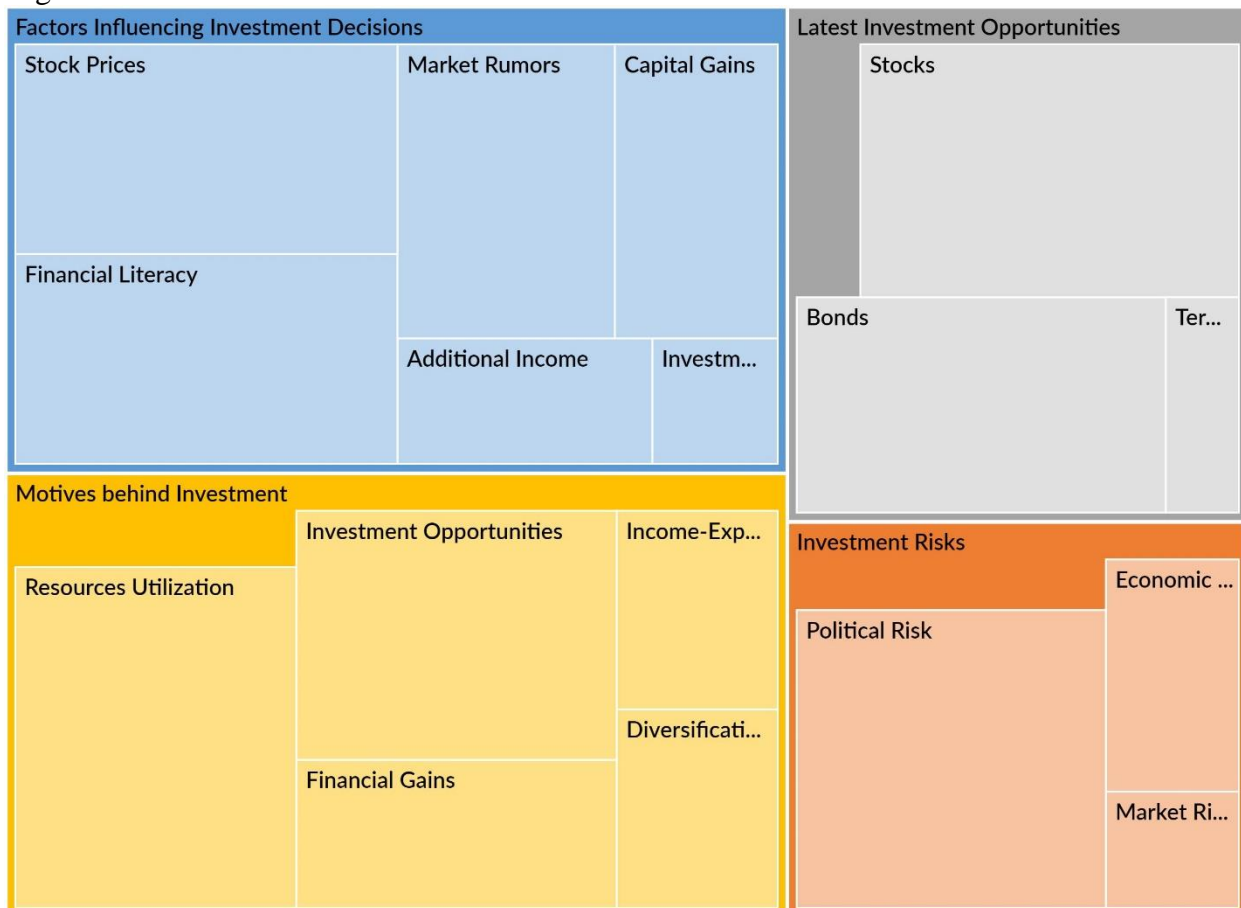 Factors Influencing Investment Decisions
Stock Prices
Market Rumors
Capital Gains
Financial Literacy
Additional Income
Investm...
Latest Investment Opportunities
Stocks
Bonds
Ter...
Motives behind Investment
Resources Utilization
Investment Opportunities
Income-Exp...
Financial Gains
Diversificati...
Investment Risks
Political Risk
Economic ...
Market Ri...